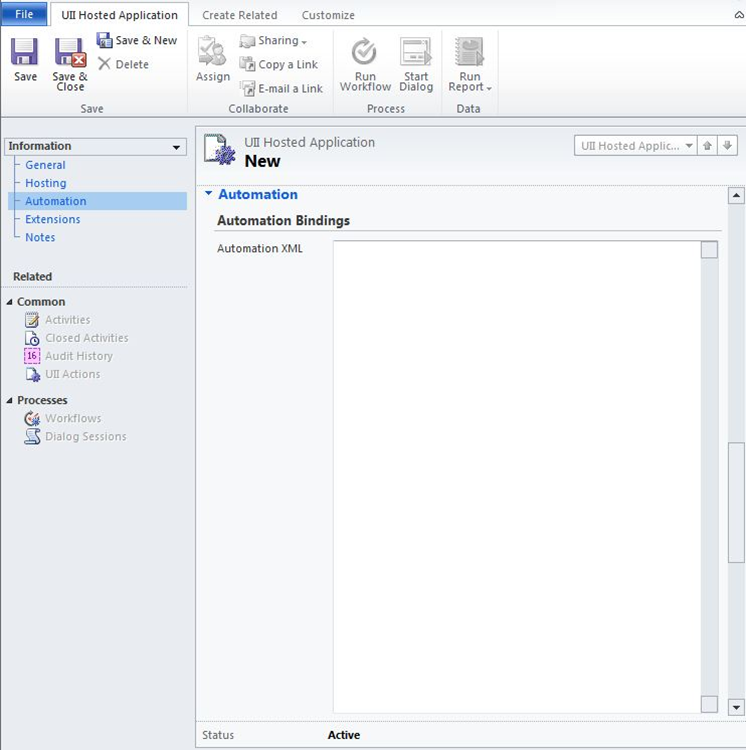 File
UII Hosted Application
Create Related
Customize
Save
Save &
Close
Save & New
Delete
Save
Assign
Sharing
Copy a Link
E-mail a Link
Collaborate
Run
Workflow
Start
Dialog
Process
Run
Report
Data
Information
General
Hosting
Automation
Extensions
Notes
Related
Common
Activities
Closed Activities
16 Audit History
UII Actions
Processes
Workflows
Dialog Sessions
UII Hosted Application
New
UII Hosted Applic...
Automation
Automation Bindings
Automation XML
Status Active